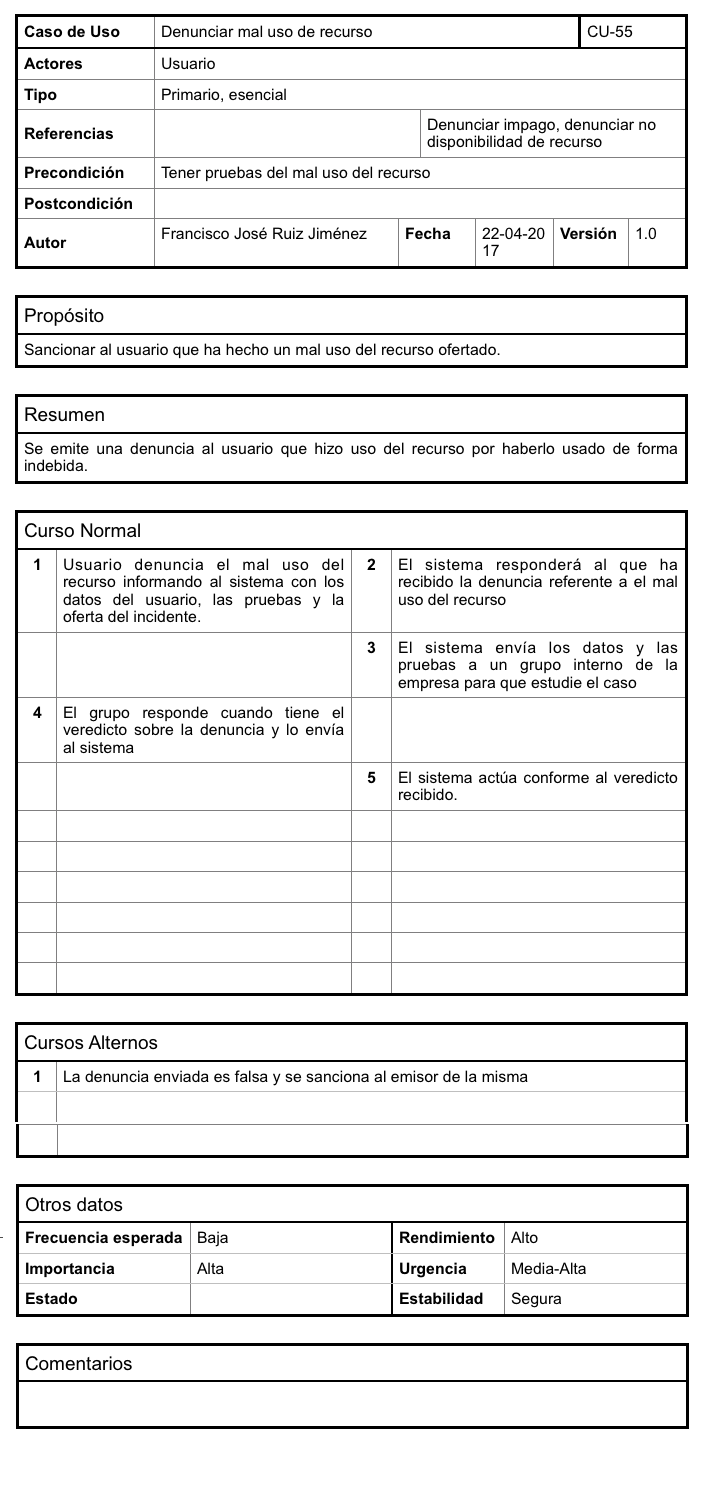 Caso de Uso Denunciar mal uso de recurso CU-55
Actores Usuario
Tipo Primario, esencial
Referencias Denunciar impago, denunciar no
disponibilidad de recurso
Precondición Tener pruebas del mal uso del recurso
Postcondición
Autor Francisco José Ruiz Jiménez Fecha 22-04-20 Versión 1.0
17
Propósito
Sancionar al usuario que ha hecho un mal uso del recurso ofertado.
Resumen
Se emite una denuncia al usuario que hizo uso del recurso por haberlo usado de forma
indebida.
Curso Normal
1 Usuario denuncia el mal uso del
recurso informando al sistema con los
datos del usuario, las pruebas y la
oferta del incidente.
2 El sistema responderá al que ha
recibido la denuncia referente a el mal
uso del recurso
3 El sistema envía los datos y las
pruebas a un grupo interno de la
empresa para que estudie el caso
4 El grupo responde cuando tiene el
veredicto sobre la denuncia y lo envía
al sistema
5 El sistema actúa conforme al veredicto
recibido.
Cursos Alternos
1 La denuncia enviada es falsa y se sanciona al emisor de la misma
Otros datos
Frecuencia esperada Baja Rendimiento Alto
Importancia Alta Urgencia Media-Alta
Estado Estabilidad Segura
Comentarios